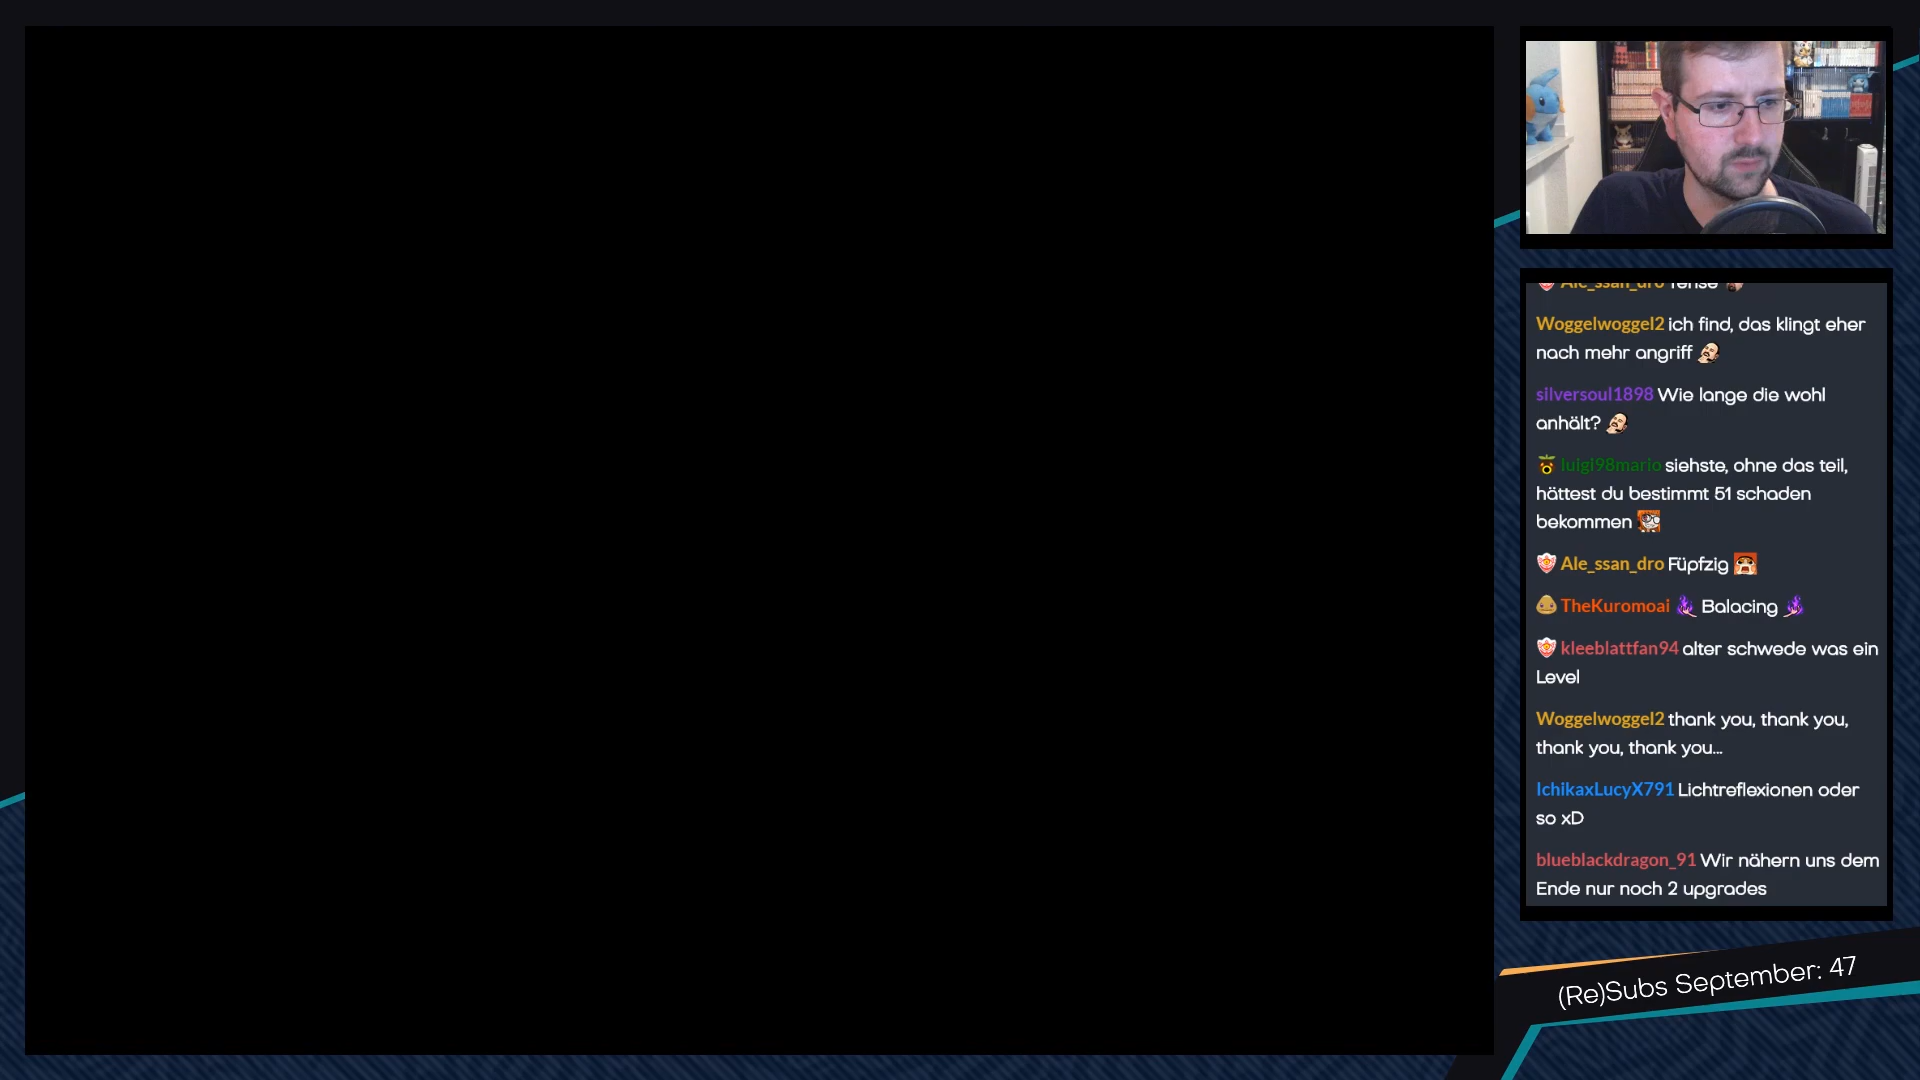 Ale_ssan_dro Tense
Woggelwoggel2 ich find, das klingt eher
nach mehr angriff
silversoul1898 Wie lange die wohl
anhält?
luigi98mario siehste, ohne das teil,
hättest du bestimmt 51 schaden
bekommen
Ale_ssan_dro Füpfzig
TheKuromoai Balacing
kleeblattfan94 alter schwede was ein
Level
Woggelwoggel2 thank you, thank you,
thank you, thank you...
IchikaxLucyX791 Lichtreflexionen oder
so xD
blueblackdragon_91 Wir nähern uns dem
Ende nur noch 2 upgrades
(Re)Subs September: 47